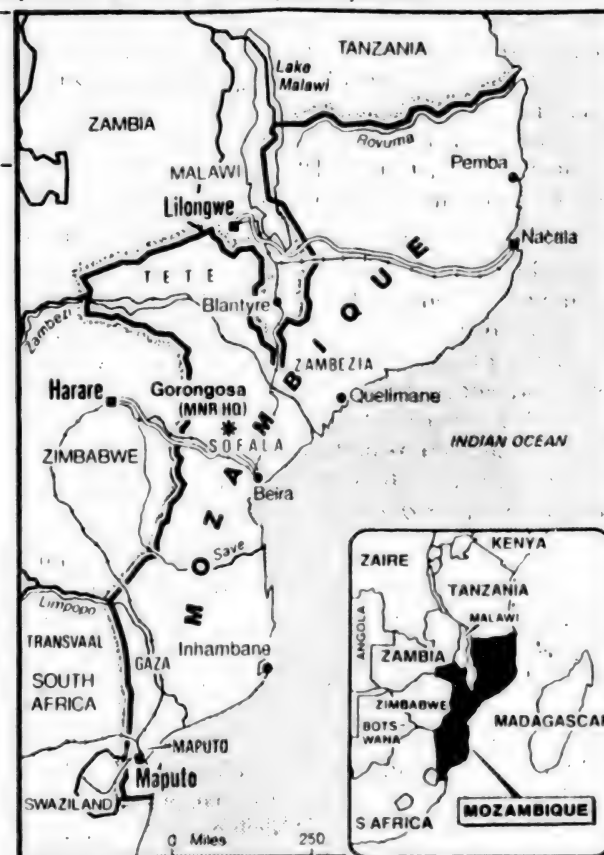 TANZANIA
Lake
Malawi
ZAMBIA
Rovuma
Pemba
MALAWI
Lilongwe
Nacala
TETE
Blantyre
Zambezi
ZAMBEZIA
MOZAMBIQUE
Harare
Gorongosa
(MNR HQ)
Quelimane
SOFALA
INDIAN OCEAN
ZIMBABWE
Beira
Save
Limpopo
TRANSVAAL
Inhambane
GAZA
SOUTH
AFRICA
MAPUTO
Maputo
SWAZILAND
0 Miles 250
KENYA
ZAIRE
TANZANIA
MALAWI
ANGOLA
ZAMBIA
ZIMBABWE
MADAGASCAR
BOTS-
WANA
MOZAMBIQUE
S AFRICA